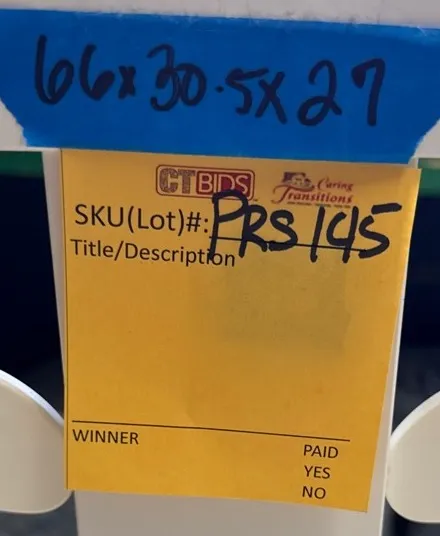 66x30.5x27
CTBIDS
Caring
Transitions
SKU(Lot)#: PRS145
Title/Description
WINNER
PAID
YES
NO